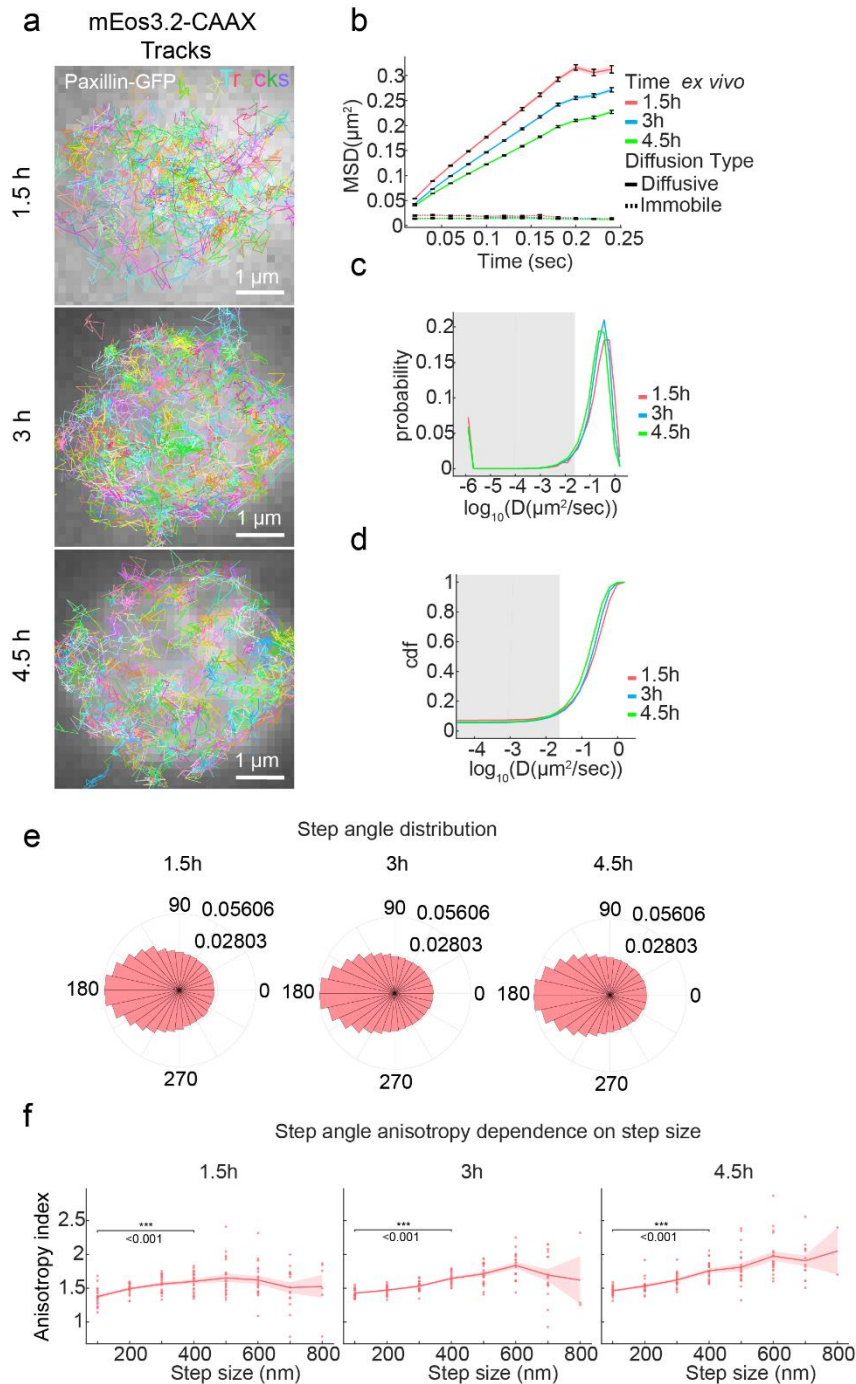 a
mEos3.2-CAAX
Tracks
Paxillin-GFP Tracks
1.5 h
1 µm
3 h
1 µm
4.5 h
1 µm
b
MSD(µm²)
0.3
0.25
0.2
0.15
0.1
0.05
0
0.05 0.1 0.15 0.2 0.25
Time (sec)
Time ex vivo
1.5h
3h
4.5h
Diffusion Type
Diffusive
Immobile
c
probability
0.2
0.15
0.1
0.05
0
-6 -5 -4 -3 -2 -1 0
log₁₀(D(µm²/sec))
1.5h
3h
4.5h
d
cdf
1
0.8
0.6
0.4
0.2
0
-4 -3 -2 -1 0
log₁₀(D(µm²/sec))
1.5h
3h
4.5h
e
Step angle distribution
1.5h
90 0.05606
0.02803
180 0
270
3h
90 0.05606
0.02803
180 0
270
4.5h
90 0.05606
0.02803
180 0
270
f
Step angle anisotropy dependence on step size
1.5h 3h 4.5h
Anisotropy index
2.5
2
1.5
1
***
<0.001
***
<0.001
***
<0.001
200 400 600 800
Step size (nm)
200 400 600 800
Step size (nm)
200 400 600 800
Step size (nm)